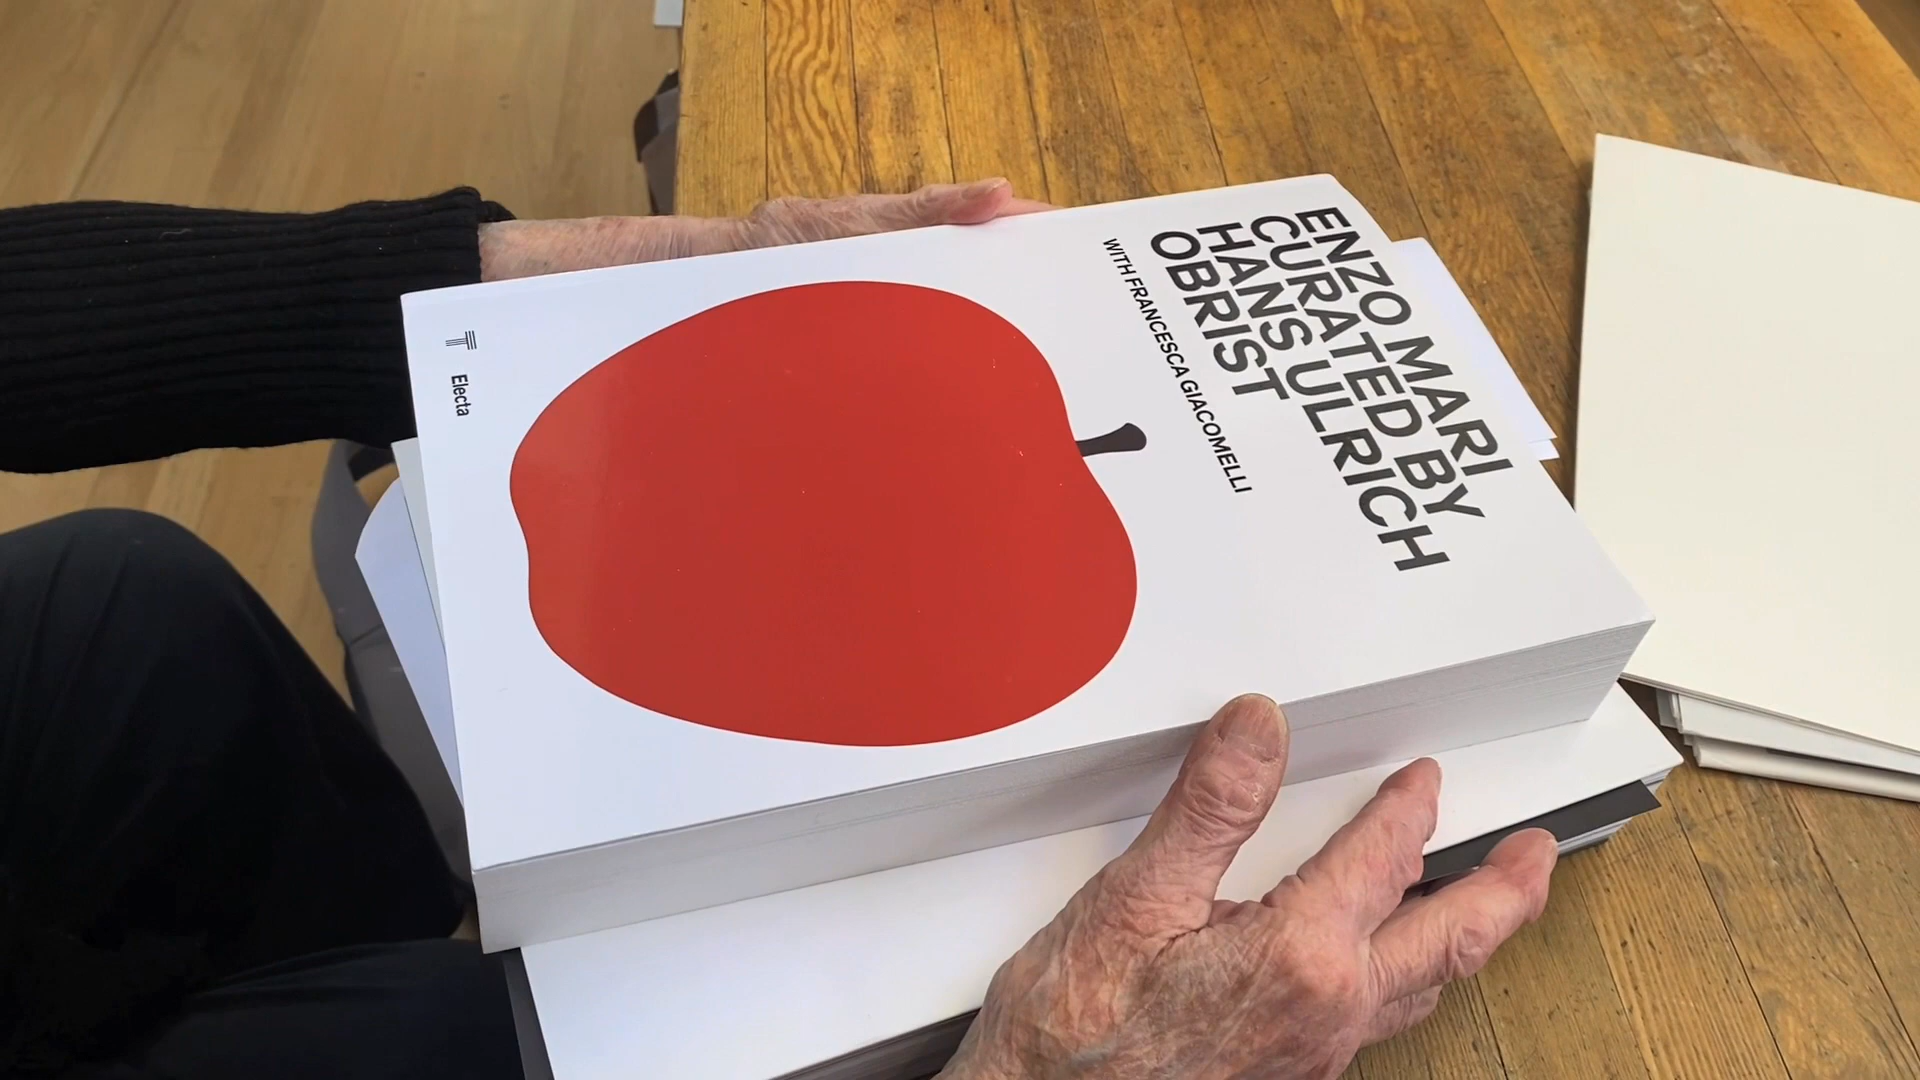 ENZO MARI
CURATED BY
HANS ULRICH
OBRIST
WITH FRANCESCA GIACOMELLI
Electa